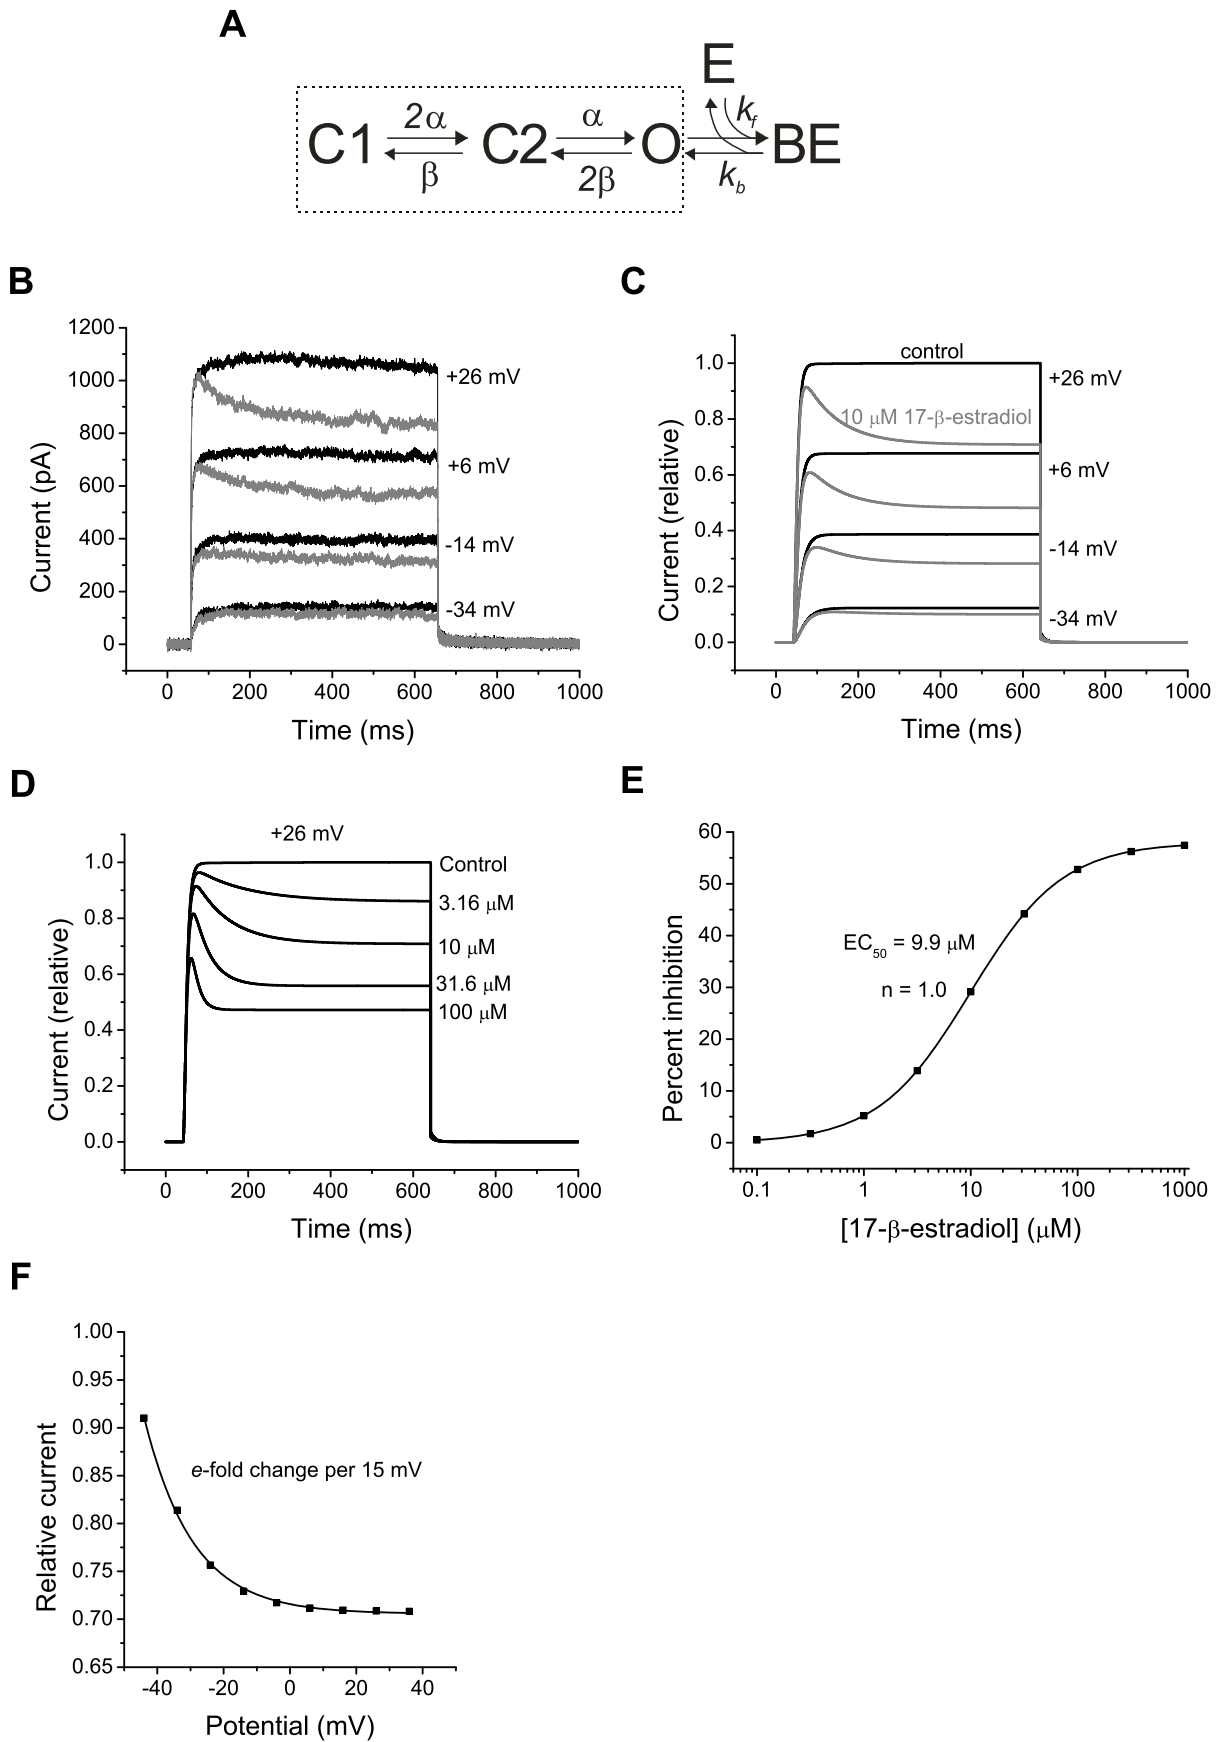 A
E
2α α k_f
C1 C2 O BE
β 2β k_b
B
1200
1000
800
600
400
200
0
Current (pA)
+26 mV
+6 mV
-14 mV
-34 mV
0 200 400 600 800 1000
Time (ms)
C
1.0
0.8
0.6
0.4
0.2
0.0
Current (relative)
control
+26 mV
10 μM 17-β-estradiol
+6 mV
-14 mV
-34 mV
0 200 400 600 800 1000
Time (ms)
D
+26 mV
1.0
0.8
0.6
0.4
0.2
0.0
Current (relative)
Control
3.16 μM
10 μM
31.6 μM
100 μM
0 200 400 600 800 1000
Time (ms)
E
60
50
40
30
20
10
0
Percent inhibition
EC50 = 9.9 μM
n = 1.0
0.1 1 10 100 1000
[17-β-estradiol] (μM)
F
1.00
0.95
0.90
0.85
0.80
0.75
0.70
0.65
Relative current
e-fold change per 15 mV
-40 -20 0 20 40
Potential (mV)